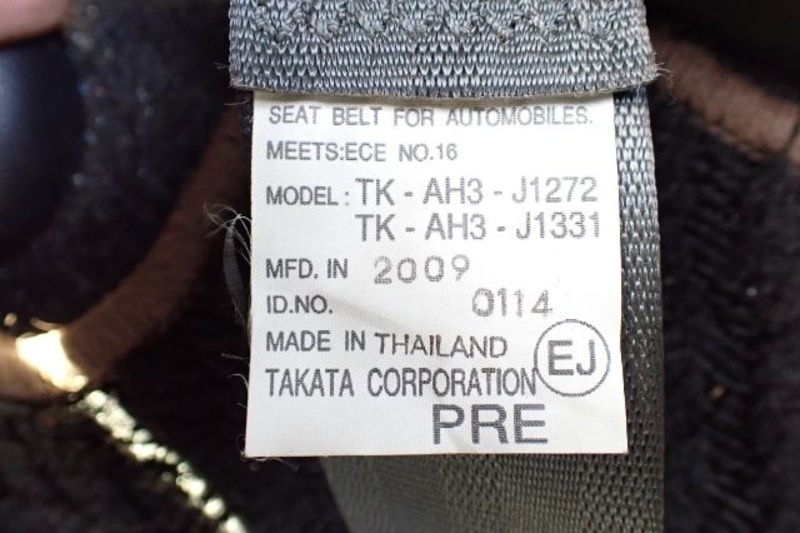 SEAT BELT FOR AUTOMOBILES.
MEETS:ECE NO.16
MODEL: TK - AH3 - J1272
TK - AH3 - J1331
MFD. IN 2009
ID.NO. 0114
MADE IN THAILAND
EJ
TAKATA CORPORATION
PRE